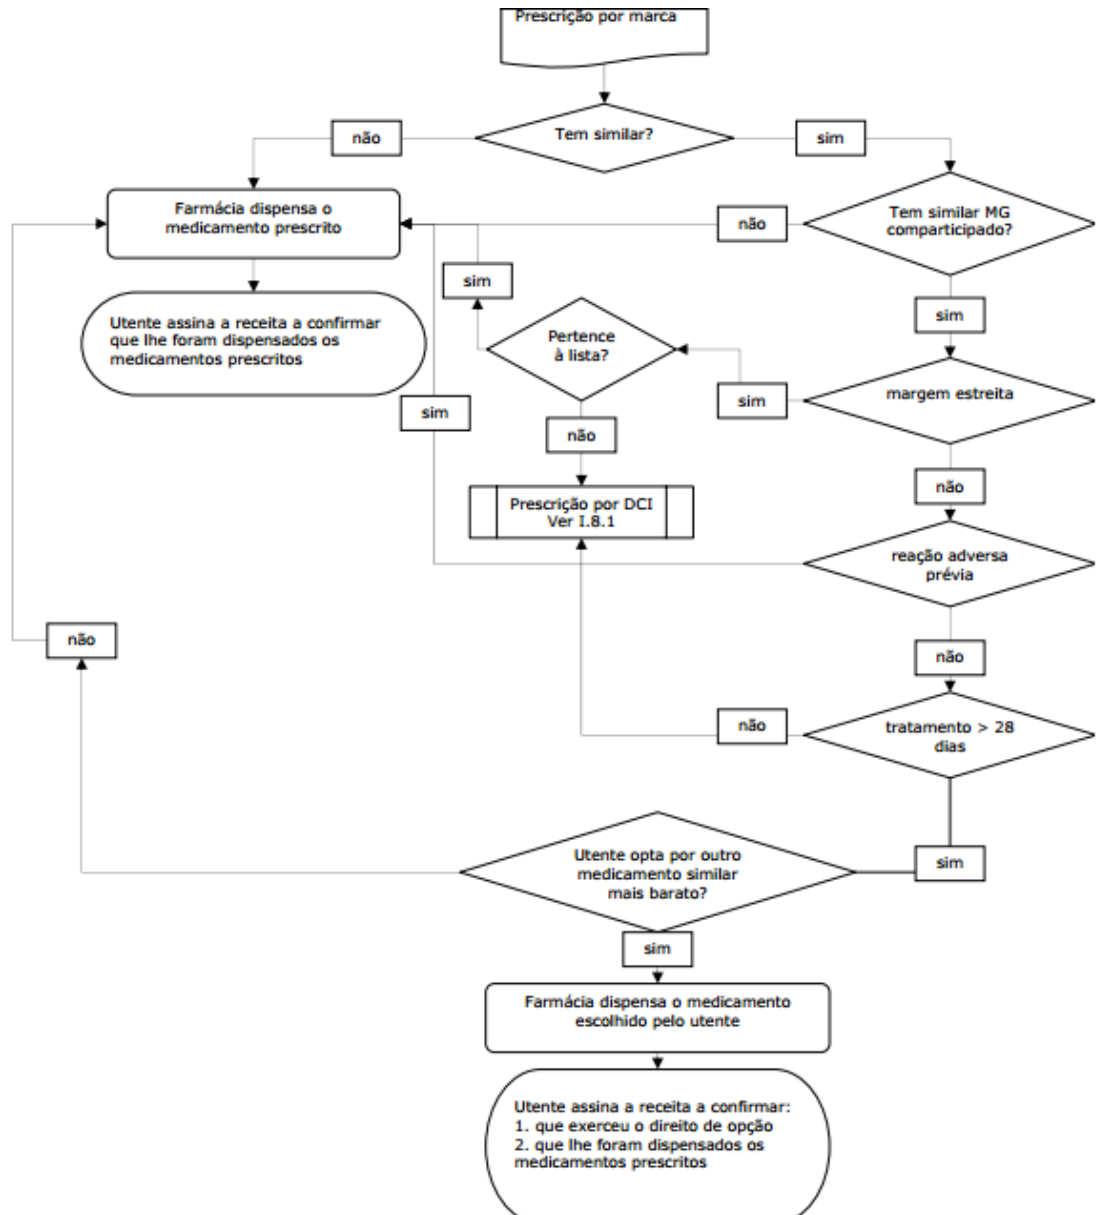 Prescrição por marca
Tem similar?
não
sim
Farmácia dispensa o
medicamento prescrito
não
Tem similar MG
comparticipado?
sim
sim
Utente assina a receita a confirmar
que lhe foram dispensados os
medicamentos prescritos
Pertence
à lista?
sim
margem estreita
sim
não
não
Prescrição por DCI
Ver I.8.1
reação adversa
prévia
não
não
não
tratamento > 28
dias
Utente opta por outro
medicamento similar
mais barato?
sim
sim
Farmácia dispensa o medicamento
escolhido pelo utente
Utente assina a receita a confirmar:
1. que exerceu o direito de opção
2. que lhe foram dispensados os
medicamentos prescritos